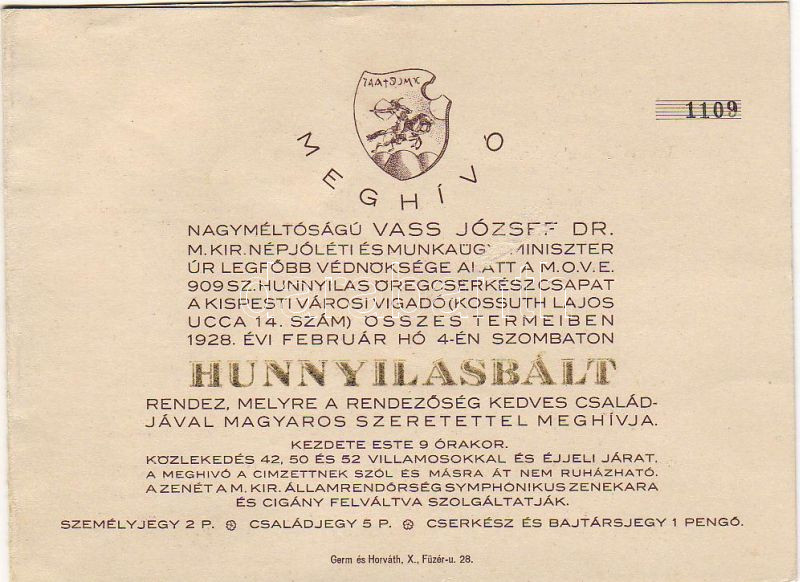 1109
MEGHÍVÓ
NAGYMÉLTÓSÁGÚ VASS JÓZSEF DR.
M. KIR. NÉPJÓLÉTI ÉS MUNKAÜGYI MINISZTER
ÚR LEGFŐBB VÉDNÖKSÉGE ALATT A M.O.V.E.
909 SZ. HUNNYILAS ÖREGCSERKÉSZCSAPAT
A KISPESTI VÁROSI VIGADÓ (KOSSUTH LAJOS
UCCA 14. SZÁM) ÖSSZES TERMEIBEN
1928. ÉVI FEBRUÁR HÓ 4-ÉN SZOMBATON
HUNNYILASBÁLT
RENDEZ, MELYRE A RENDEZŐSÉG KEDVES CSALÁD-
JÁVAL MAGYAROS SZERETETTEL MEGHÍVJA.
KEZDETE ESTE 9 ÓRAKOR.
KÖZLEKEDÉS 42, 50 ÉS 52 VILLAMOSOKKAL ÉS ÉJJELI JÁRAT.
A MEGHIVÓ A CIMZETTNEK SZÓL ÉS MÁSRA ÁT NEM RUHÁZHATÓ.
A ZENÉT A M. KIR. ÁLLAMRENDŐRSÉG SYMPHÓNIKUS ZENEKARA
ÉS CIGÁNY FELVÁLTVA SZOLGÁLTATJÁK.
SZEMÉLYJEGY 2 P. CSALÁDJEGY 5 P. CSERKÉSZ ÉS BAJTÁRSJEGY 1 PENGŐ.
Germ és Horváth, X., Füzér-u. 28.